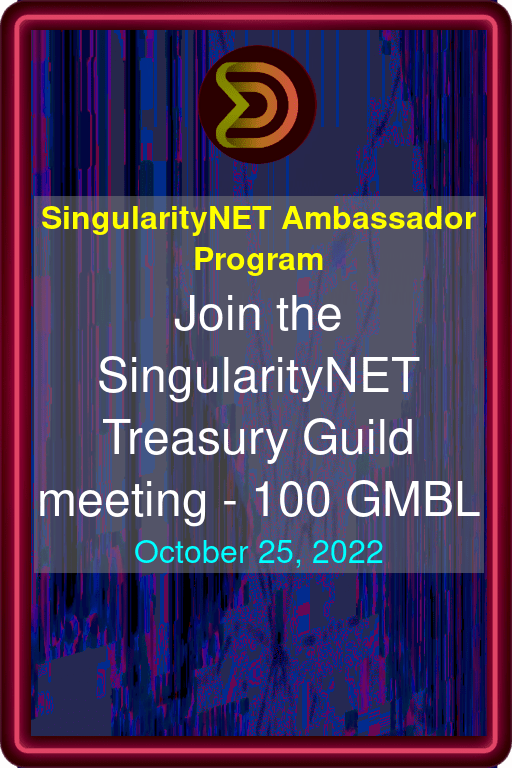 SingularityNET Ambassador
Program
Join the
SingularityNET
Treasury Guild
meeting - 100 GMBL
October 25, 2022